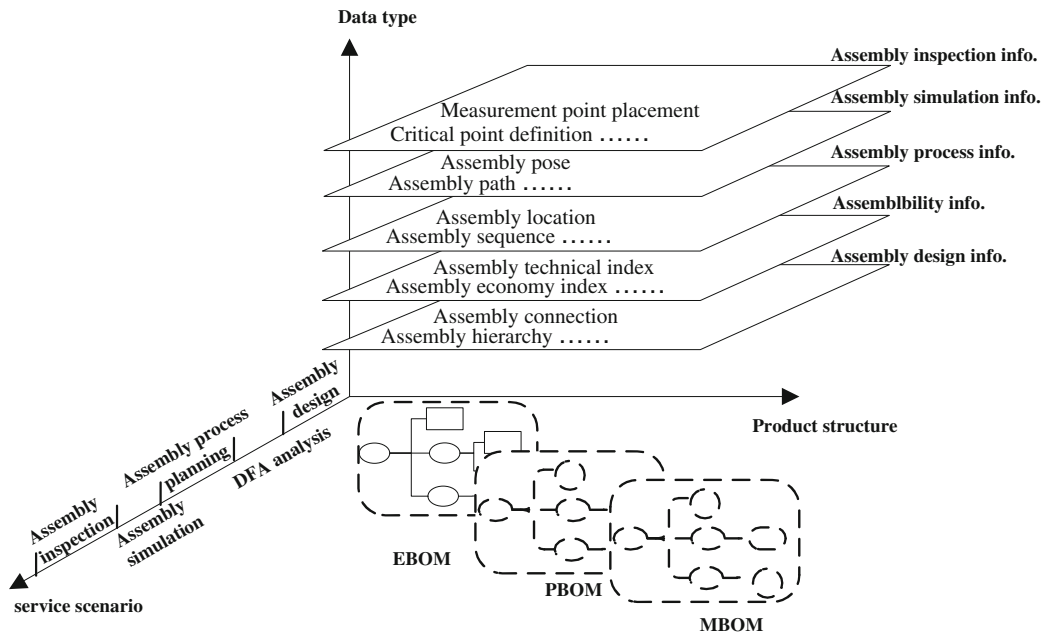 Data type
Assembly inspection info.
Measurement point placement
Critical point definition ......
Assembly simulation info.
Assembly pose
Assembly path ......
Assembly process info.
Assembly location
Assembly sequence ......
Assemblbility info.
Assembly technical index
Assembly economy index ......
Assembly design info.
Assembly connection
Assembly hierarchy ......
Product structure
Assembly
design
DFA analysis
Assembly process
planning
Assembly
simulation
Assembly
inspection
service scenario
EBOM
PBOM
MBOM